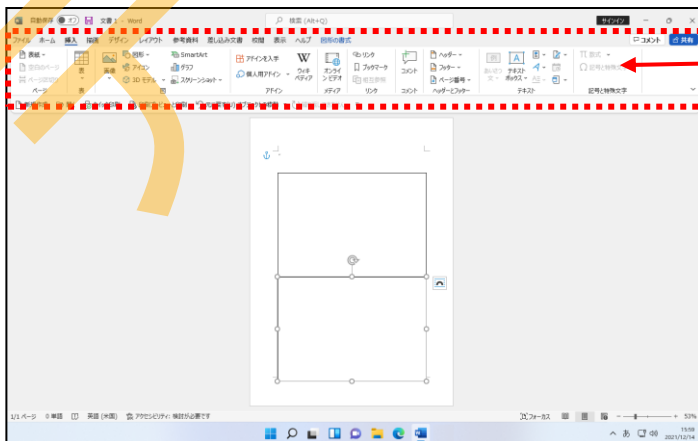 自動保存 オフ 文書 1 - Word 検索 (Alt+Q) サインイン
ファイル ホーム 挿入 描画 デザイン レイアウト 参考資料 差し込み文書 校閲 表示 ヘルプ 図形の書式 コメント 共有
表紙 図形 SmartArt アドインを入手 リンク ヘッダー 数式
空白のページ 表 画像 アイコン グラフ 個人用アドイン ウィキペディア オンラインビデオ ブックマーク コメント フッター テキストボックス 記号と特殊文字
3D モデル スクリーンショット 相互参照 ページ番号
ページ 表 図 アドイン メディア リンク コメント ヘッダーとフッター テキスト 記号と特殊文字
1/1 ページ 0 単語 英語 (米国) アクセシビリティ: 検討が必要です フォーカス 53%
あ 15:58
2021/12/14